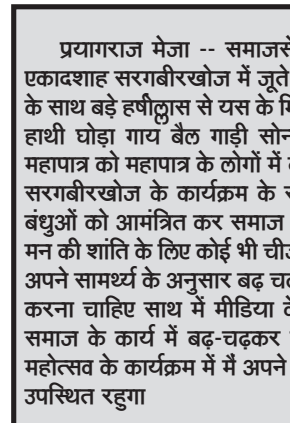 प्रयागराज मेजा -- समाजसे
एकादशाह सरगबीरखोज में जूते
के साथ बड़े हर्षोल्लास से यस के
हाथी घोड़ा गाय बैल गाड़ी सोन
महापात्र को महापात्र के लोगों में
सरगबीरखोज के कार्यक्रम के
बंधुओं को आमंत्रित कर समाज
मन की शांति के लिए कोई भी
अपने सामर्थ्य के अनुसार बढ़
करना चाहिए साथ में मीडिया
समाज के कार्य में बढ़-चढ़कर
महोत्सव के कार्यक्रम में मैं अपने
उपस्थित रहुगा